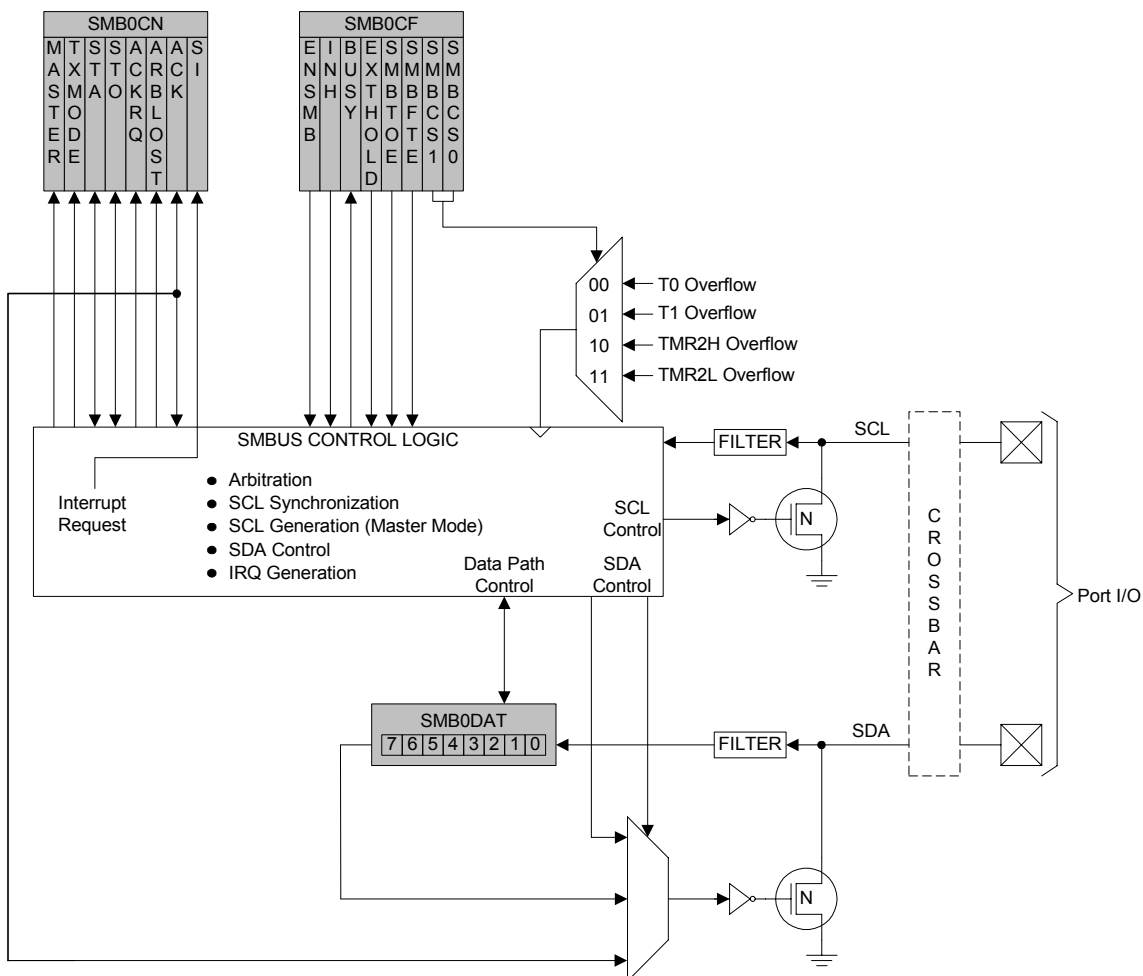 SMB0CN
MASTER
TXMODE
STA
STO
ACKRQ
ARBLOST
ACK
SI
SMB0CF
ENSMB
INH
BUSY
EXTHOLD
SMBTOE
SMBFTE
SMBCS1
SMBCS0
00
01
10
11
T0 Overflow
T1 Overflow
TMR2H Overflow
TMR2L Overflow
SMBUS CONTROL LOGIC
Interrupt
Request
● Arbitration
● SCL Synchronization
● SCL Generation (Master Mode)
● SDA Control
● IRQ Generation
SCL
Control
Data Path
Control
SDA
Control
FILTER
SCL
N
CROSSBAR
Port I/O
SMB0DAT
7 6 5 4 3 2 1 0
FILTER
SDA
N